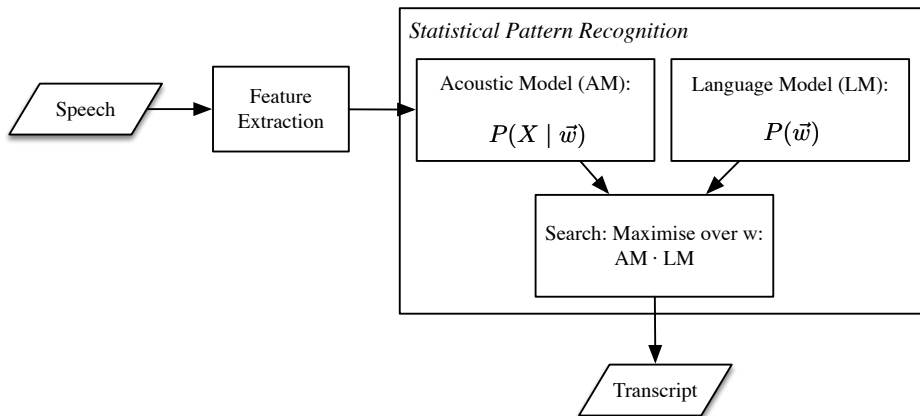 Statistical Pattern Recognition
Speech
Feature
Extraction
Acoustic Model (AM):
P(X | w⃗)
Language Model (LM):
P(w⃗)
Search: Maximise over w:
AM · LM
Transcript